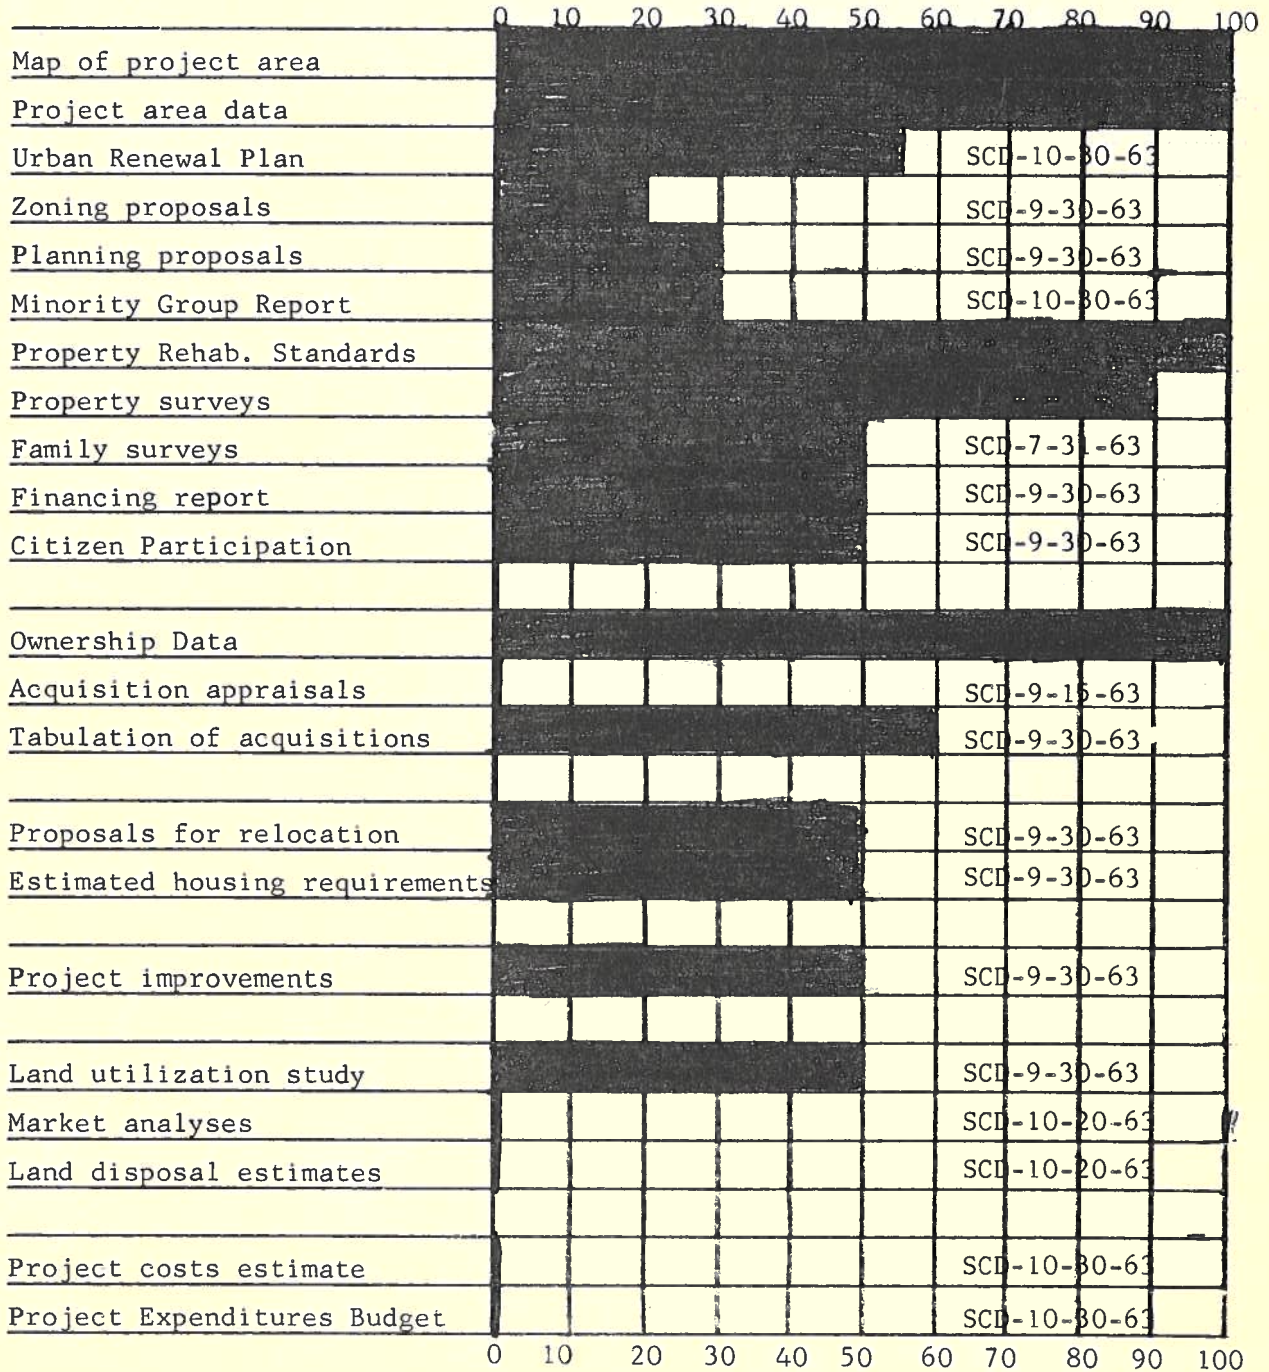 0 10 20 30 40 50 60 70 80 90 100
Map of project area
Project area data
Urban Renewal Plan SCD-10-30-63
Zoning proposals SCD-9-30-63
Planning proposals SCD-9-30-63
Minority Group Report SCD-10-30-63
Property Rehab. Standards
Property surveys
Family surveys SCD-7-31-63
Financing report SCD-9-30-63
Citizen Participation SCD-9-30-63
Ownership Data
Acquisition appraisals SCD-9-15-63
Tabulation of acquisitions SCD-9-30-63
Proposals for relocation SCD-9-30-63
Estimated housing requirements SCD-9-30-63
Project improvements SCD-9-30-63
Land utilization study SCD-9-30-63
Market analyses SCD-10-20-63
Land disposal estimates SCD-10-20-63
Project costs estimate SCD-10-30-63
Project Expenditures Budget SCD-10-30-63
0 10 20 30 40 50 60 70 80 90 100